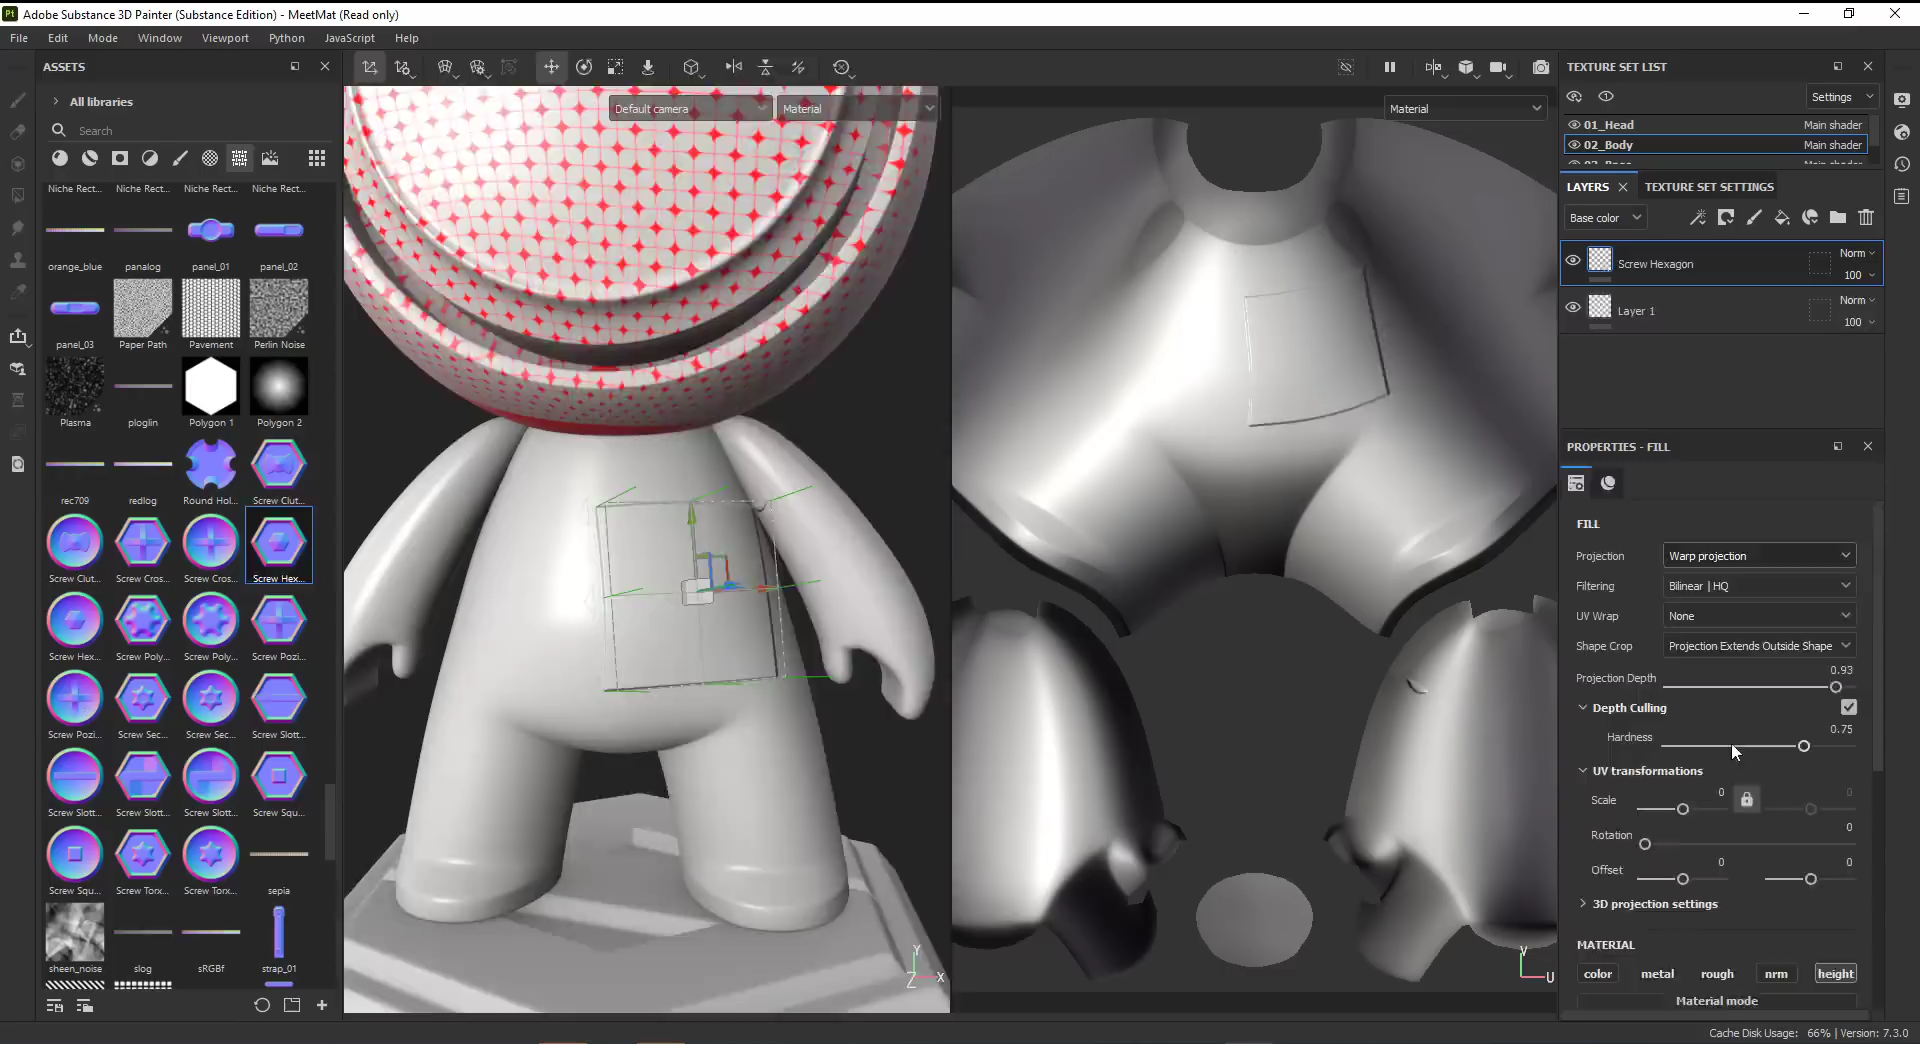 Pt Adobe Substance 3D Painter (Substance Edition) - MeetMat (Read only)
File Edit Mode Window Viewport Python JavaScript Help
ASSETS
All libraries
Search
Niche Rect... Niche Rect... Niche Rect... Niche Rect...
orange_blue panalog panel_01 panel_02
panel_03 Paper Path Pavement Perlin Noise
Plasma ploglin Polygon 1 Polygon 2
rec709 redlog Round Hol... Screw Clut...
Screw Clut... Screw Cros... Screw Cros... Screw Hex...
Screw Hex... Screw Poly... Screw Poly... Screw Pozi...
Screw Pozi... Screw Sec... Screw Sec... Screw Slott...
Screw Slott... Screw Slott... Screw Slott... Screw Squ...
Screw Squ... Screw Torx... Screw Torx... sepia
sheen_noise slog sRGBf strap_01
Default camera Material
Y
Z X
Material
V
U
TEXTURE SET LIST
Settings
01_Head Main shader
02_Body Main shader
LAYERS TEXTURE SET SETTINGS
Base color
Screw Hexagon Norm
100
Layer 1 Norm
100
PROPERTIES - FILL
FILL
Projection Warp projection
Filtering Bilinear | HQ
UV Wrap None
Shape Crop Projection Extends Outside Shape
Projection Depth 0.93
Depth Culling
Hardness 0.75
UV transformations
Scale 0 0
Rotation 0
Offset 0 0
3D projection settings
MATERIAL
color metal rough nrm height
Material mode
Cache Disk Usage: 66% | Version: 7.3.0